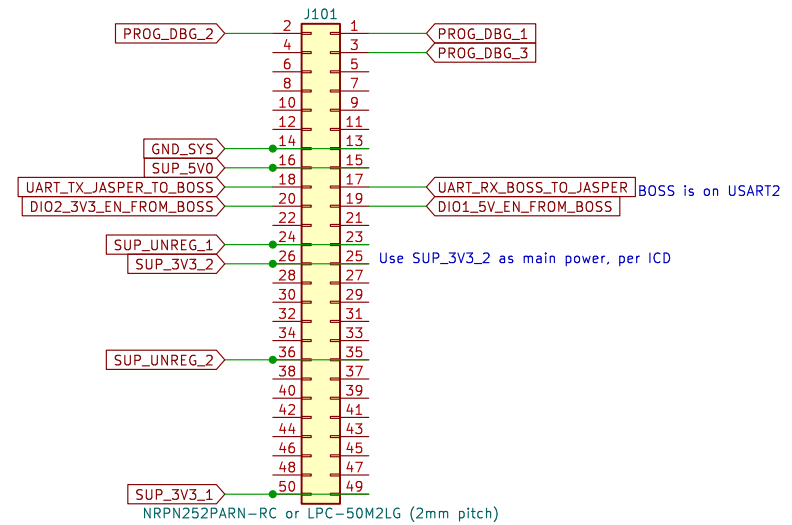 J101
PROG_DBG_2 2 1 PROG_DBG_1
4 3 PROG_DBG_3
6 5
8 7
10 9
12 11
GND_SYS 14 13
SUP_5V0 16 15
UART_TX_JASPER_TO_BOSS 18 17 UART_RX_BOSS_TO_JASPER BOSS is on USART2
DIO2_3V3_EN_FROM_BOSS 20 19 DIO1_5V_EN_FROM_BOSS
22 21
SUP_UNREG_1 24 23
SUP_3V3_2 26 25 Use SUP_3V3_2 as main power, per ICD
28 27
30 29
32 31
34 33
SUP_UNREG_2 36 35
38 37
40 39
42 41
44 43
46 45
48 47
SUP_3V3_1 50 49
NRPN252PARN-RC or LPC-50M2LG (2mm pitch)